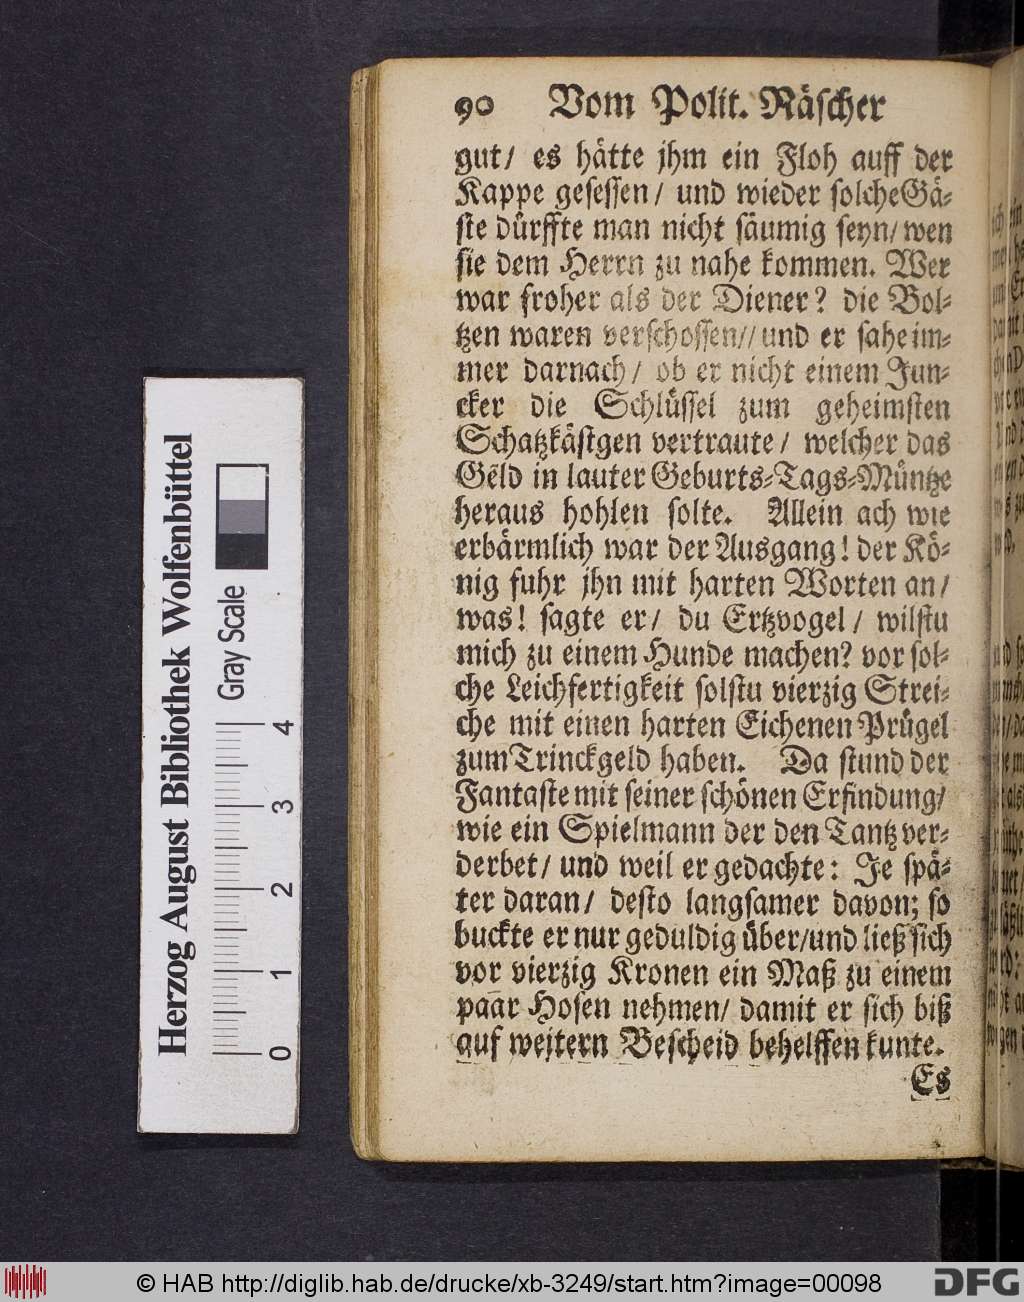 90 Vom Polit. Näscher
gut/ es hätte jhm ein Floh auff der
Kappe gesessen/ und wieder solche Gä-
ste dürffte man nicht säumig seyn/ wen
sie dem Herrn zu nahe kommen. Wer
war froher als der Diener? die Bol-
tzen waren verschossen// und er sahe im-
mer darnach/ ob er nicht einem Jun-
cker die Schlüssel zum geheimsten
Schatzkästgen vertraute/ welcher das
Geld in lauter Geburts-Tags-Müntze
heraus hohlen solte. Allein ach wie
erbärmlich war der Ausgang! der Kö-
nig fuhr jhn mit harten Worten an/
was! sagte er/ du Ertzvogel/ wilstu
mich zu einem Hunde machen? vor sol-
che Leichfertigkeit solstu vierzig Strei-
che mit einen harten Eichenen Prügel
zum Trinckgeld haben. Da stund der
Fantaste mit seiner schönen Erfindung/
wie ein Spielmann der den Tantz ver-
derbet/ und weil er gedachte: Je spä-
ter daran/ desto langsamer davon; so
buckte er nur geduldig über/und ließ sich
vor vierzig Kronen ein Maß zu einem
paar Hosen nehmen/ damit er sich biß
auf weitern Bescheid behelffen kunte.
Es
Herzog August Bibliothek Wolfenbüttel
Gray Scale
0 1 2 3 4
© HAB http://diglib.hab.de/drucke/xb-3249/start.htm?image=00098
DFG